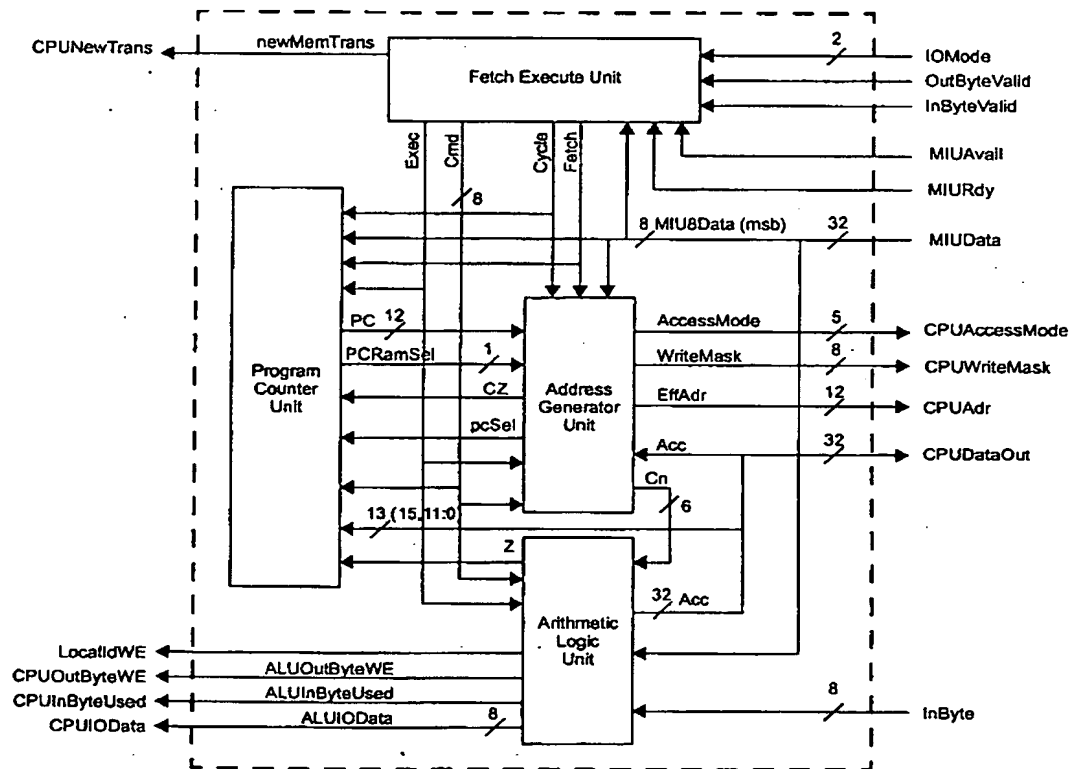 CPUNewTrans
newMemTrans
Fetch Execute Unit
2
IOMode
OutByteValid
InByteValid
Exec
Cmd
Cycle
Fetch
MIUAvail
MIURdy
8
8 MIU8Data (msb)
32
MIUData
PC 12
AccessMode
5
CPUAccessMode
PCRamSel
1
WriteMask
8
CPUWriteMask
Program
Counter
Unit
CZ
Address
Generator
Unit
EffAdr
12
CPUAdr
pcSel
Acc
32
CPUDataOut
Cn
6
13 (15,11:0)
Z
32 Acc
Arithmetic
Logic
Unit
LocalIdWE
CPUOutByteWE
ALUOutByteWE
CPUInByteUsed
ALUInByteUsed
CPUIOData
ALUIOData
8
8
InByte